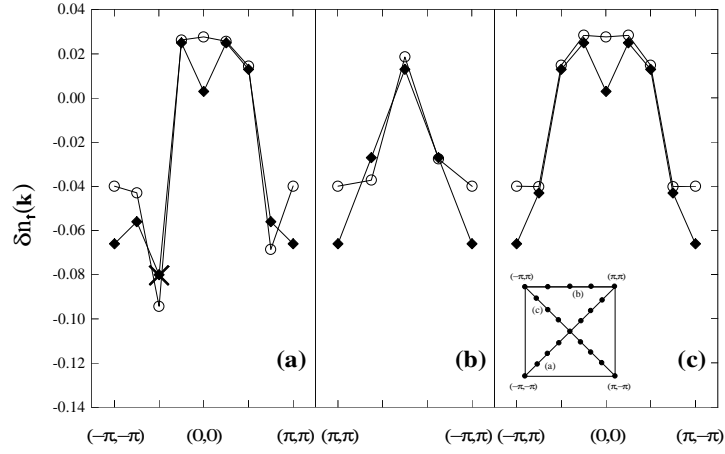 0.04
0.02
0.00
-0.02
-0.04
-0.06
-0.08
-0.10
-0.12
-0.14
δn↑(k)
(a)
(b)
(c)
(−π,π)
(π,π)
(b)
(c)
(a)
(−π,−π)
(π,−π)
(−π,−π)
(0,0)
(π,π)
(π,π)
(−π,π)
(−π,π)
(0,0)
(π,−π)